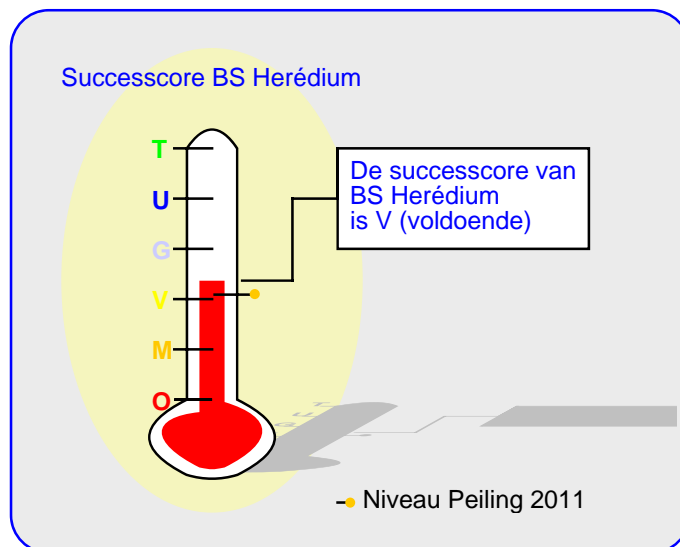 Successcore BS Herédium
T
U
G
V
M
O
De successcore van
BS Herédium
is V (voldoende)
Niveau Peiling 2011